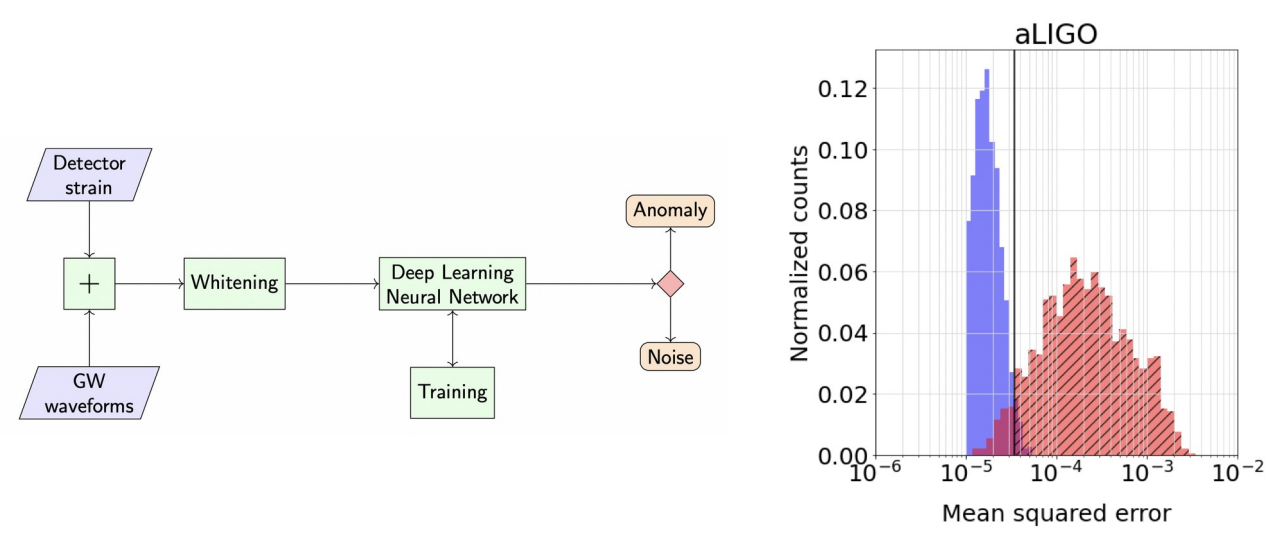 Detector
strain
+
Whitening
Deep Learning
Neural Network
Anomaly
Noise
GW
waveforms
Training
aLIGO
Normalized counts
0.12
0.10
0.08
0.06
0.04
0.02
0.00
10⁻⁶
10⁻⁵
10⁻⁴
10⁻³
10⁻²
Mean squared error